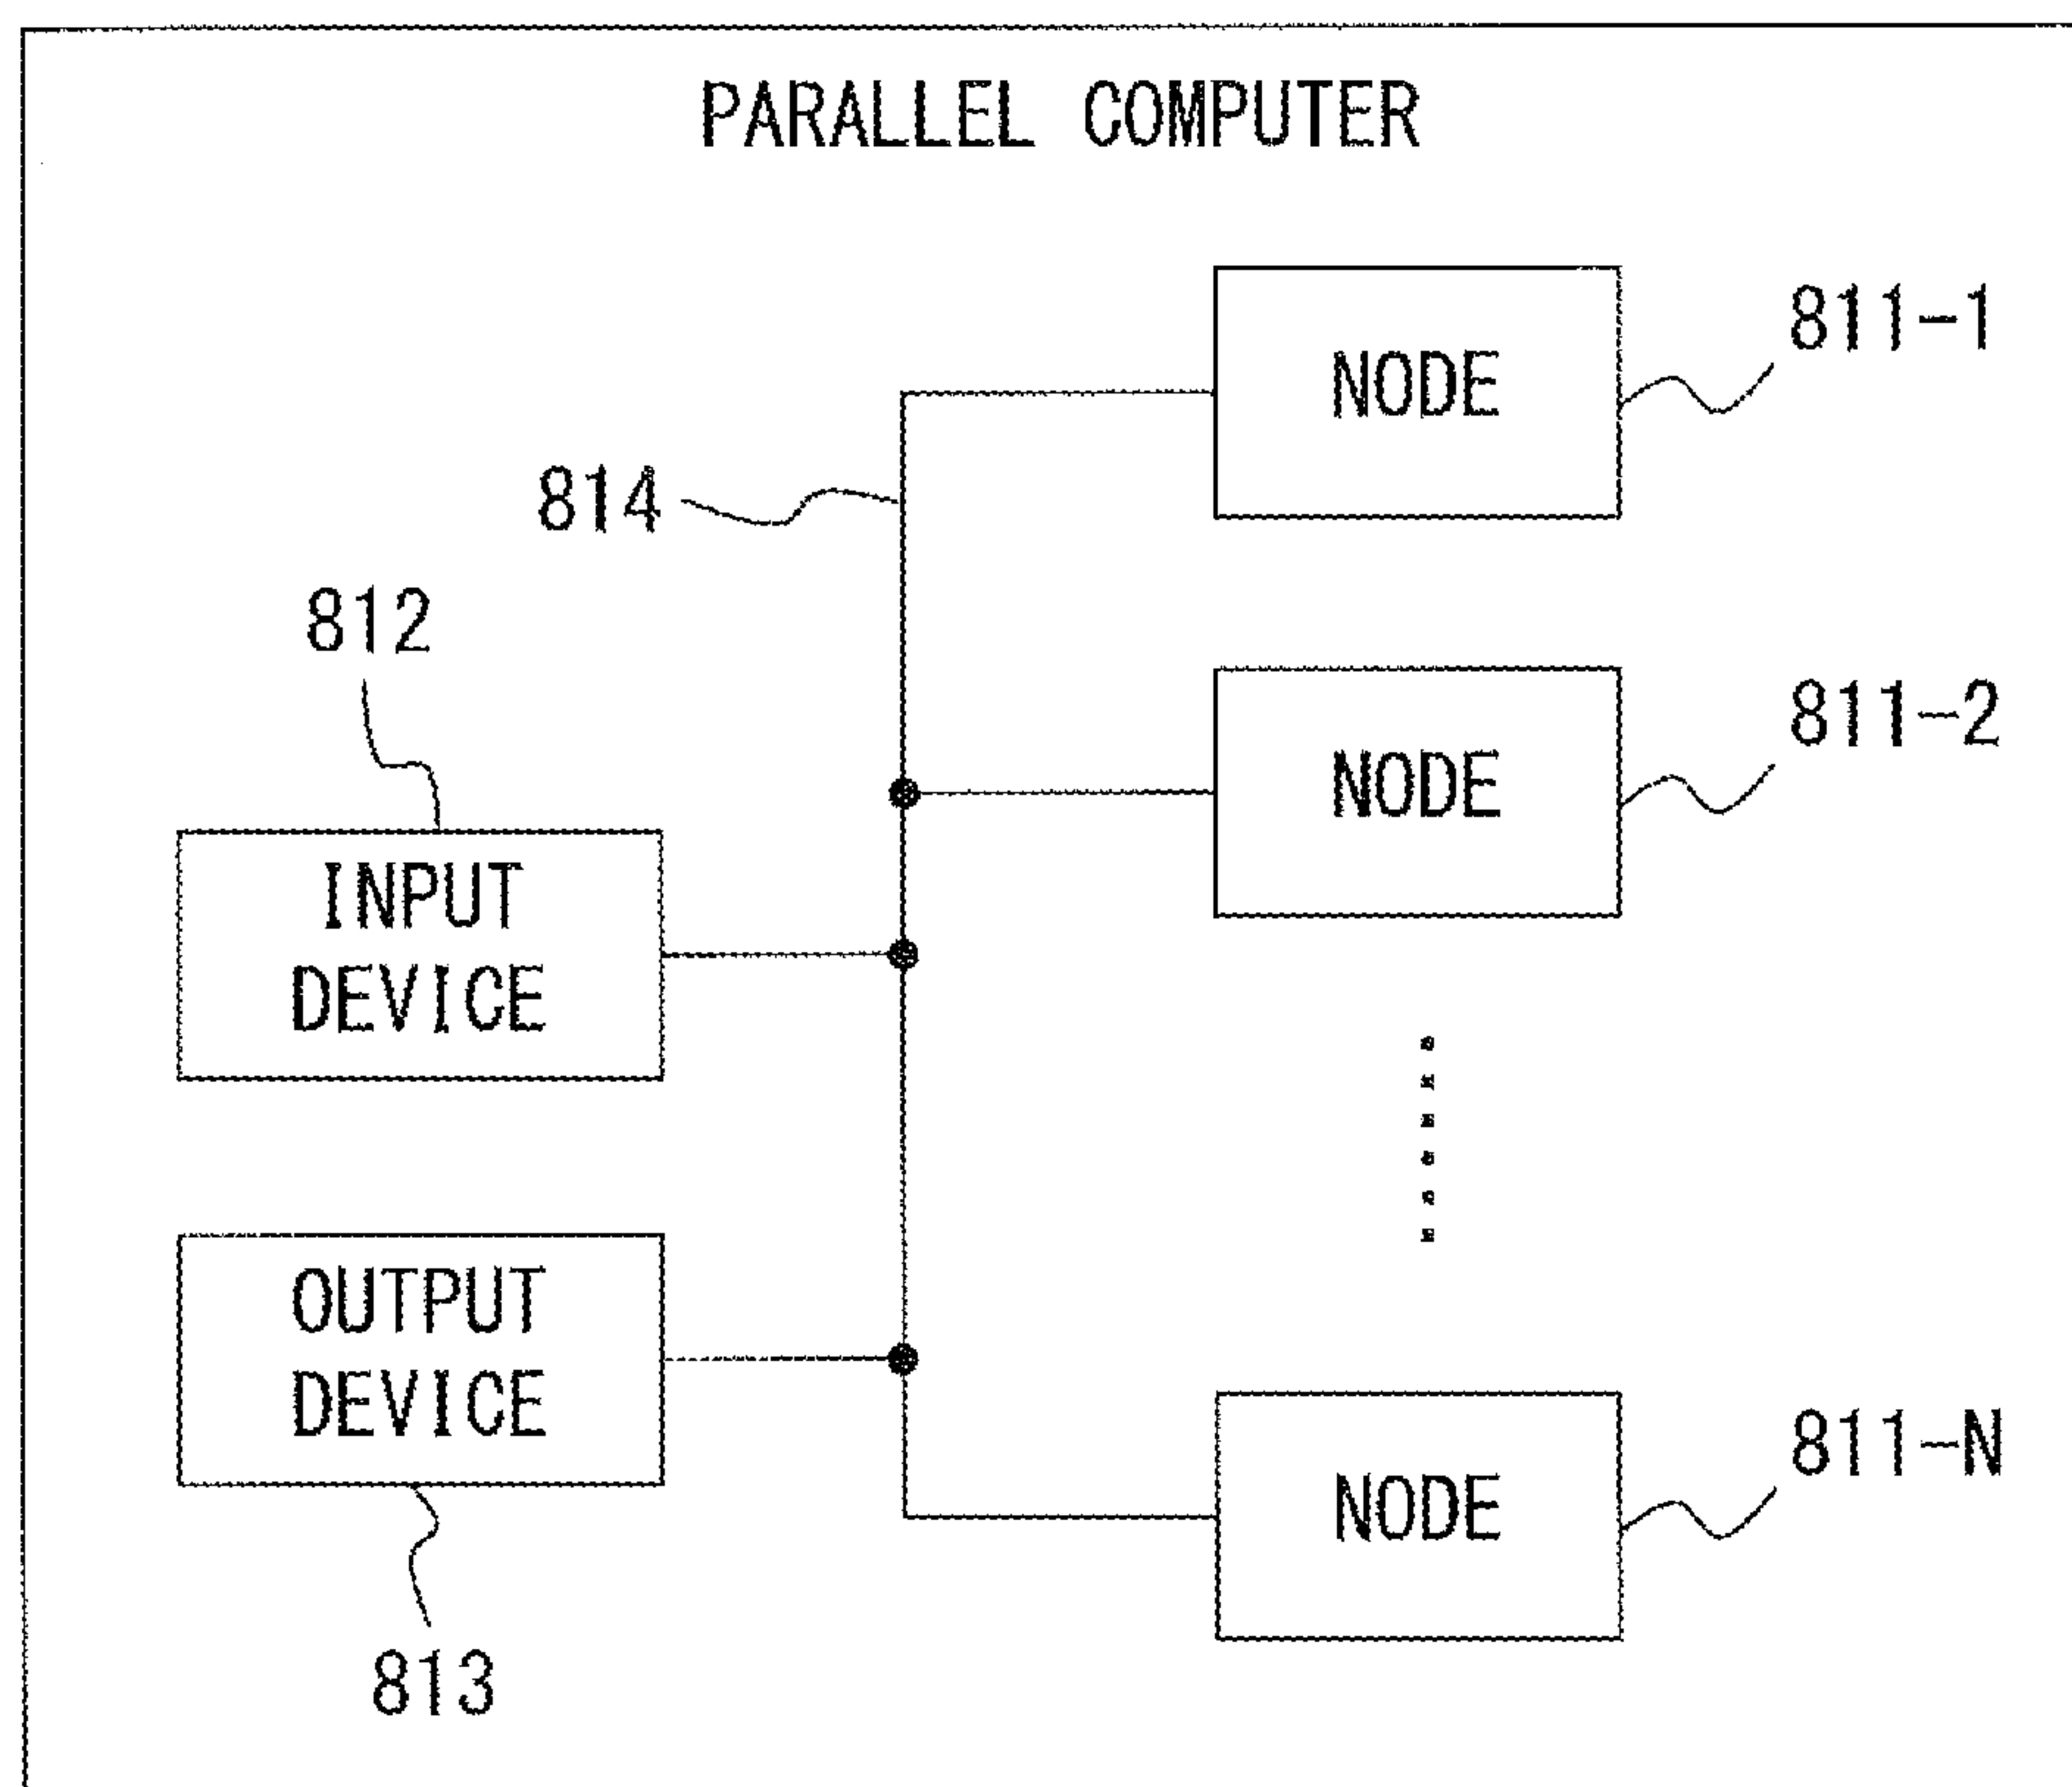 PARALLEL COMPUTER
NODE
811-1
814
812
NODE
811-2
INPUT
DEVICE
OUTPUT
DEVICE
NODE
811-N
813